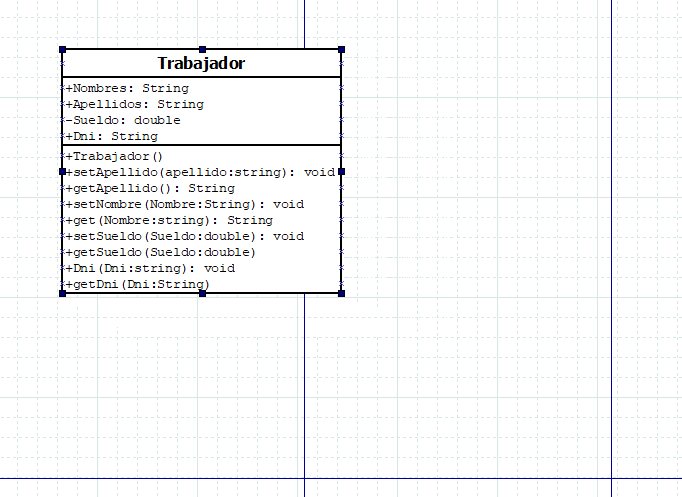 Trabajador
+Nombres: String
+Apellidos: String
-Sueldo: double
+Dni: String
+Trabajador()
+setApellido(apellido:string): void
+getApellido(): String
+setNombre(Nombre:String): void
+get(Nombre:string): String
+setSueldo(Sueldo:double): void
+getSueldo(Sueldo:double)
+Dni(Dni:string): void
+getDni(Dni:String)